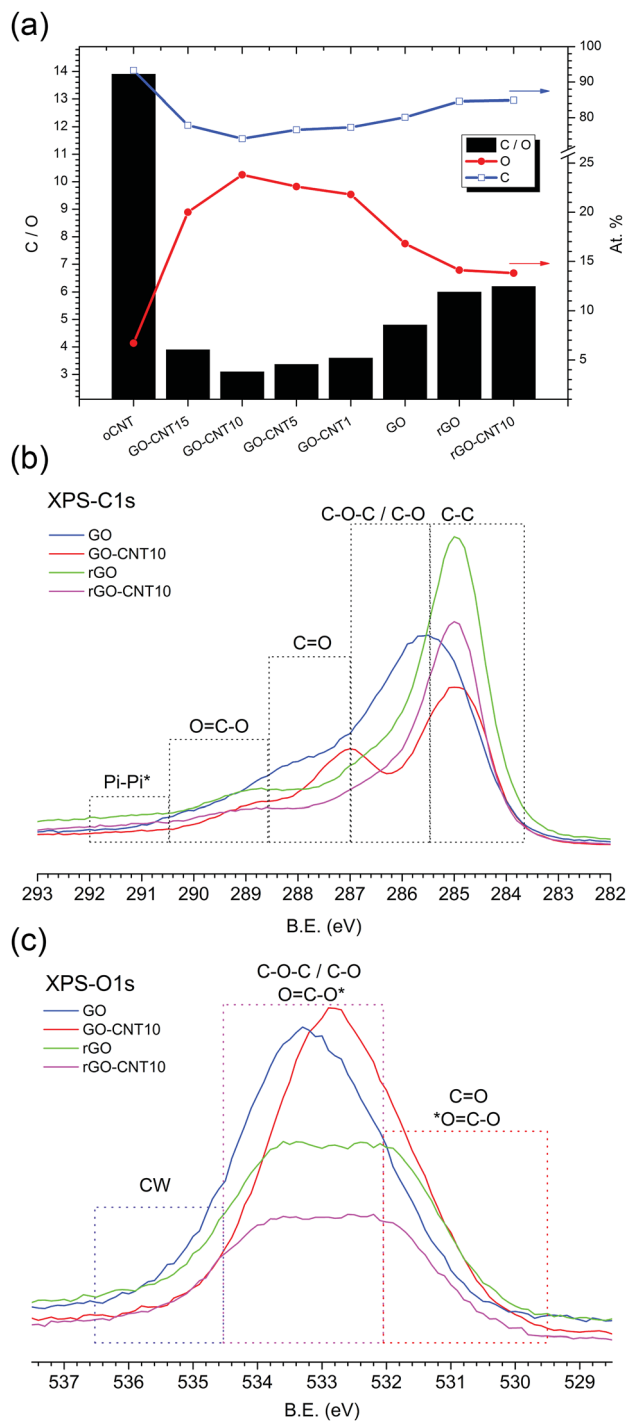 (a)
14
13
12
11
10
9
8
7
6
5
4
3
C / O
100
90
80
25
20
15
10
5
At. %
C / O
O
C
oCNT
GO-CNT15
GO-CNT10
GO-CNT5
GO-CNT1
GO
rGO
rGO-CNT10
(b)
XPS-C1s
GO
GO-CNT10
rGO
rGO-CNT10
C-O-C / C-O
C-C
C=O
O=C-O
Pi-Pi*
293 292 291 290 289 288 287 286 285 284 283 282
B.E. (eV)
(c)
XPS-O1s
GO
GO-CNT10
rGO
rGO-CNT10
C-O-C / C-O
O=C-O*
C=O
*O=C-O
CW
537 536 535 534 533 532 531 530 529
B.E. (eV)